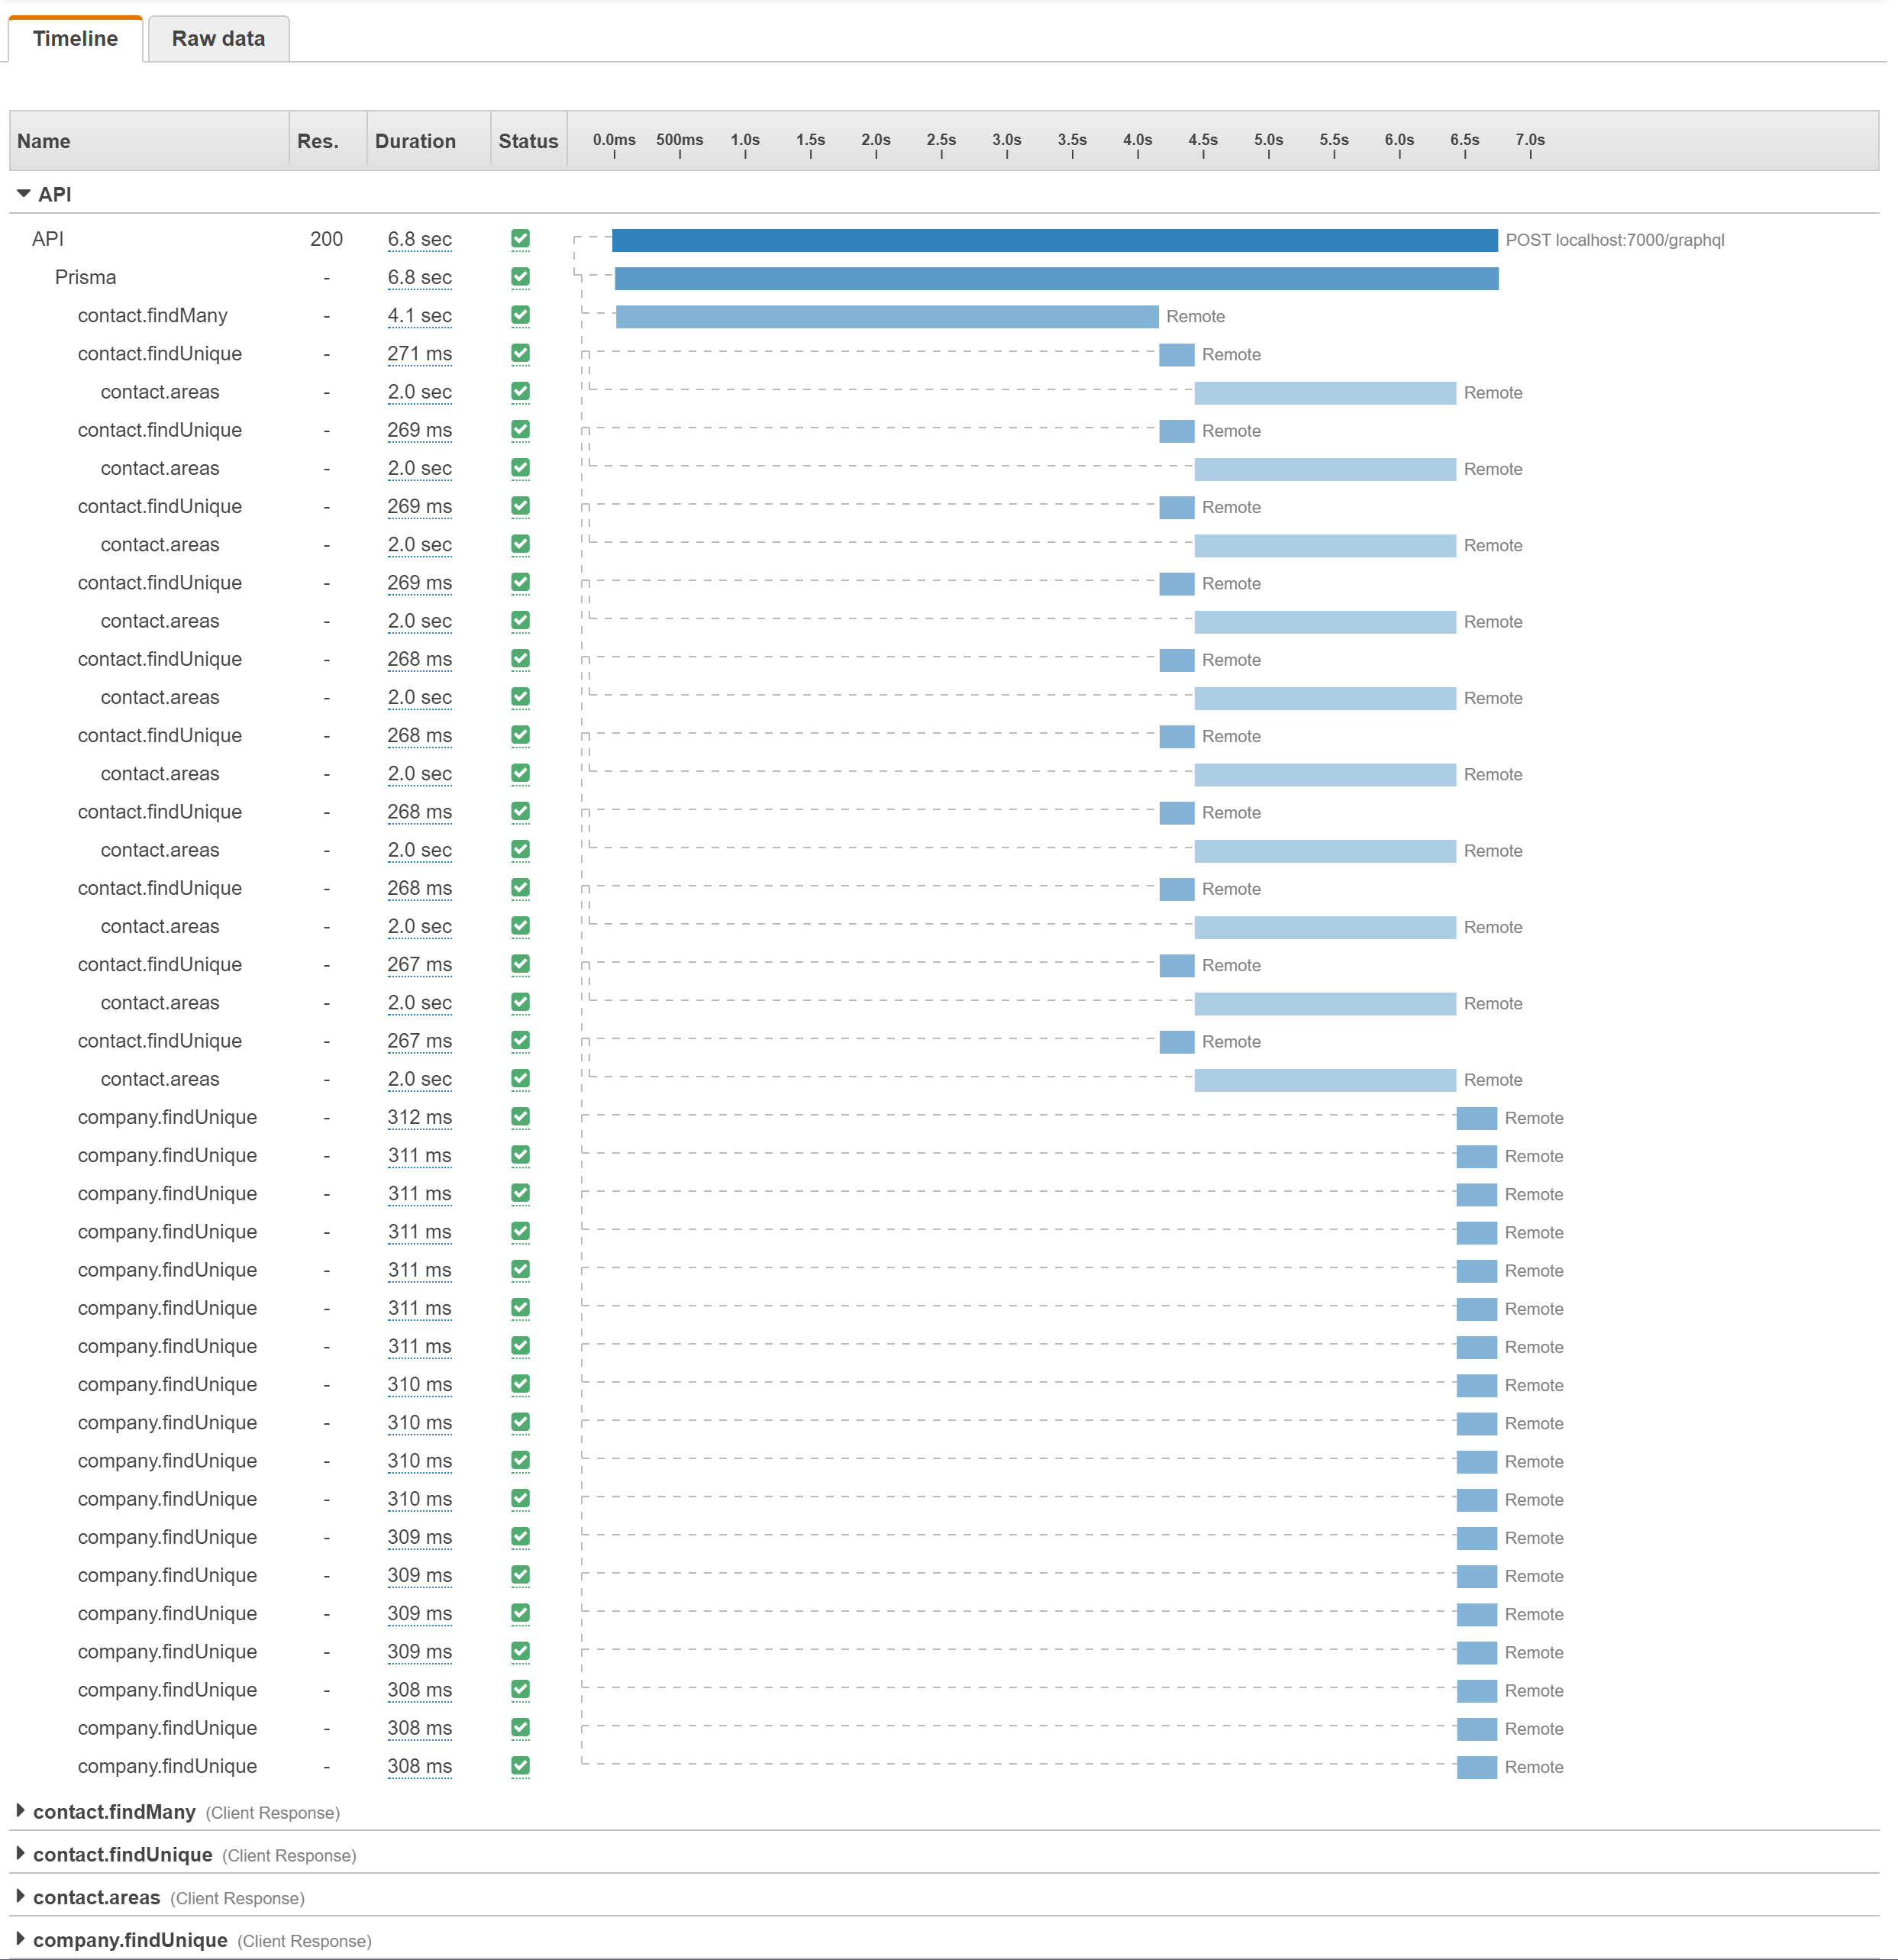 Timeline Raw data
Name Res. Duration Status 0.0ms 500ms 1.0s 1.5s 2.0s 2.5s 3.0s 3.5s 4.0s 4.5s 5.0s 5.5s 6.0s 6.5s 7.0s
API
API 200 6.8 sec POST localhost:7000/graphql
Prisma - 6.8 sec
contact.findMany - 4.1 sec Remote
contact.findUnique - 271 ms Remote
contact.areas - 2.0 sec Remote
contact.findUnique - 269 ms Remote
contact.areas - 2.0 sec Remote
contact.findUnique - 269 ms Remote
contact.areas - 2.0 sec Remote
contact.findUnique - 269 ms Remote
contact.areas - 2.0 sec Remote
contact.findUnique - 268 ms Remote
contact.areas - 2.0 sec Remote
contact.findUnique - 268 ms Remote
contact.areas - 2.0 sec Remote
contact.findUnique - 268 ms Remote
contact.areas - 2.0 sec Remote
contact.findUnique - 268 ms Remote
contact.areas - 2.0 sec Remote
contact.findUnique - 267 ms Remote
contact.areas - 2.0 sec Remote
contact.findUnique - 267 ms Remote
contact.areas - 2.0 sec Remote
company.findUnique - 312 ms Remote
company.findUnique - 311 ms Remote
company.findUnique - 311 ms Remote
company.findUnique - 311 ms Remote
company.findUnique - 311 ms Remote
company.findUnique - 311 ms Remote
company.findUnique - 311 ms Remote
company.findUnique - 310 ms Remote
company.findUnique - 310 ms Remote
company.findUnique - 310 ms Remote
company.findUnique - 310 ms Remote
company.findUnique - 309 ms Remote
company.findUnique - 309 ms Remote
company.findUnique - 309 ms Remote
company.findUnique - 309 ms Remote
company.findUnique - 308 ms Remote
company.findUnique - 308 ms Remote
company.findUnique - 308 ms Remote
contact.findMany (Client Response)
contact.findUnique (Client Response)
contact.areas (Client Response)
company.findUnique (Client Response)